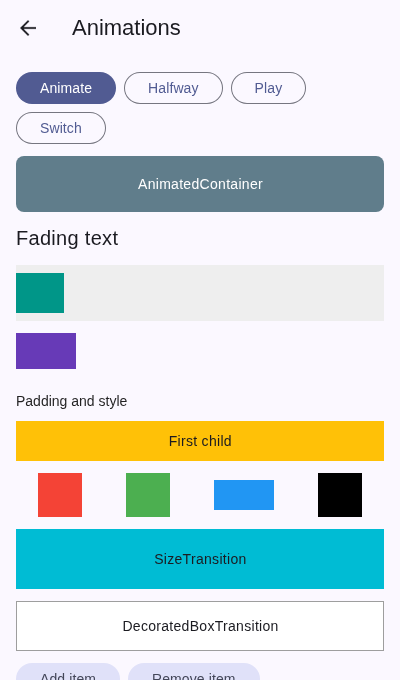 Animations
Animate
Halfway
Play
Switch
AnimatedContainer
Fading text
Padding and style
First child
SizeTransition
DecoratedBoxTransition
Add item
Remove item